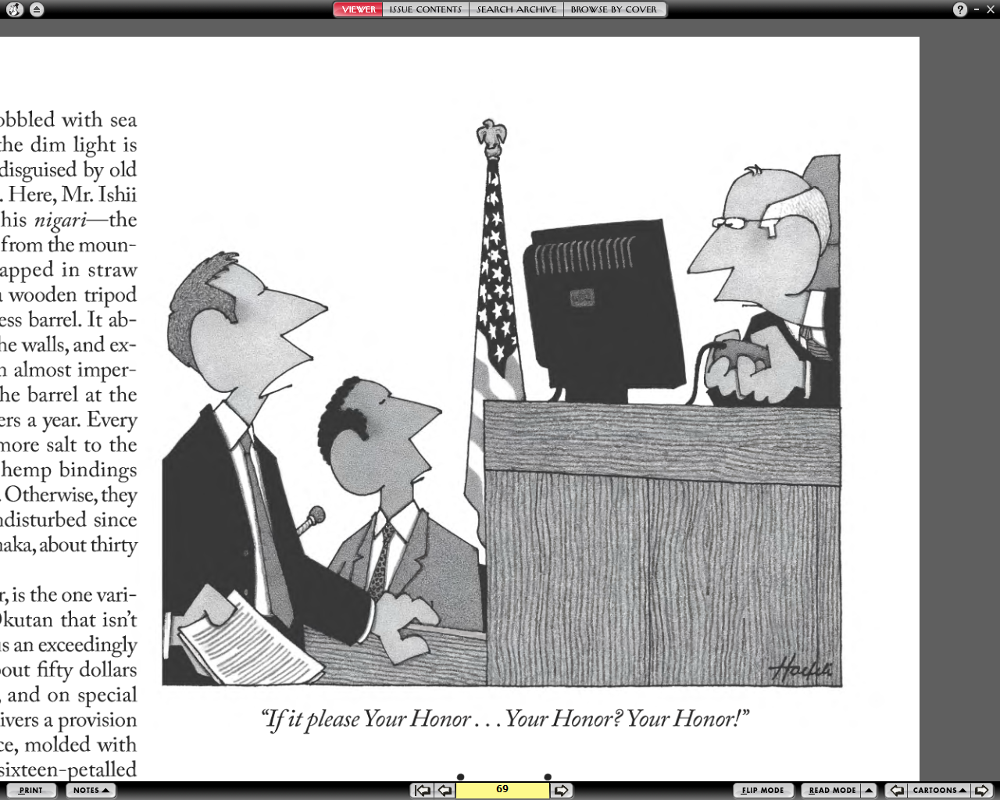 VIEWER
ISSUE CONTENTS
SEARCH ARCHIVE
BROWSE BY COVER
?
obbled with sea
the dim light is
disguised by old
. Here, Mr. Ishii
his nigari—the
from the moun-
apped in straw
a wooden tripod
ess barrel. It ab-
he walls, and ex-
n almost imper-
he barrel at the
ers a year. Every
more salt to the
hemp bindings
. Otherwise, they
ndisturbed since
naka, about thirty
r, is the one vari-
Okutan that isn't
us an exceedingly
bout fifty dollars
, and on special
ivers a provision
ce, molded with
sixteen-petalled
Haefeli
“If it please Your Honor . . . Your Honor? Your Honor!”
PRINT
NOTES
69
FLIP MODE
READ MODE
CARTOONS